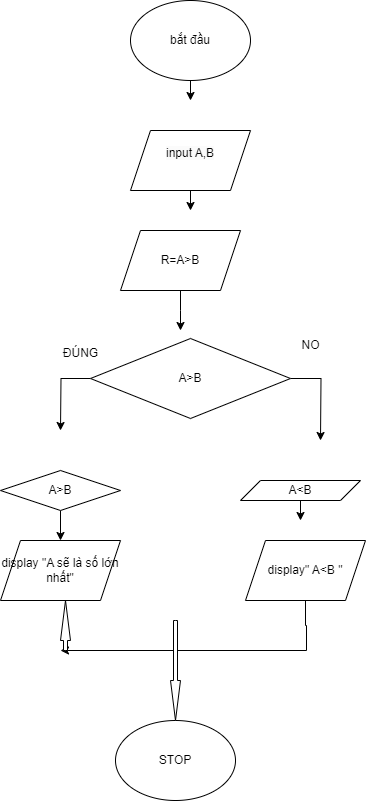 bắt đầu
input A,B
R=A>B
ĐÚNG
NO
A>B
A>B
A<B
display "A sẽ là số lớn
nhất"
display" A<B "
STOP